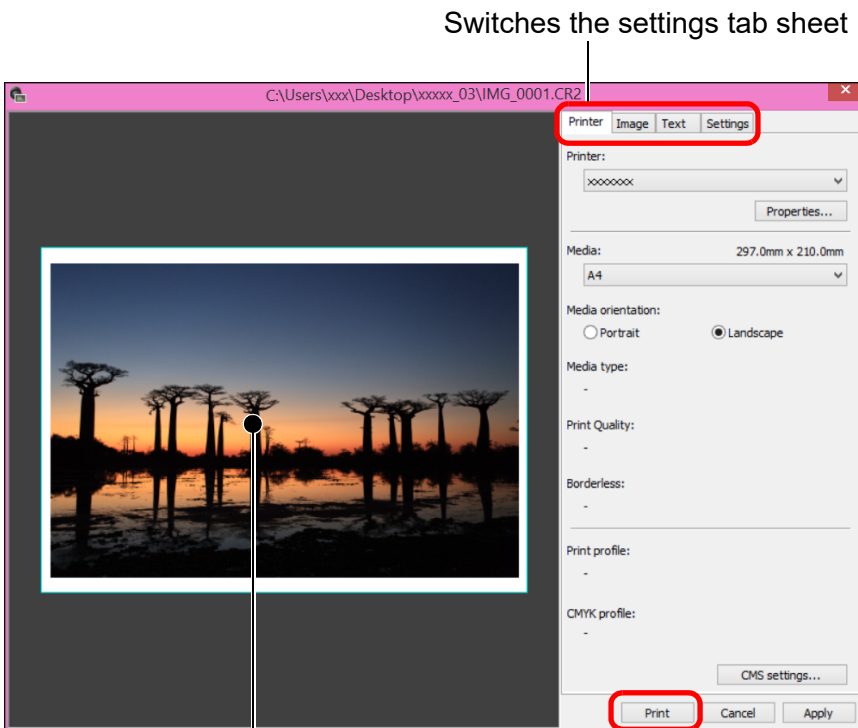 Switches the settings tab sheet
C:\Users\xxx\Desktop\xxxxx_03\IMG_0001.CR2
Printer Image Text Settings
Printer:
xxxxxxx
Properties...
Media: 297.0mm x 210.0mm
A4
Media orientation:
Portrait Landscape
Media type:
-
Print Quality:
-
Borderless:
-
Print profile:
-
CMYK profile:
-
CMS settings...
Print Cancel Apply